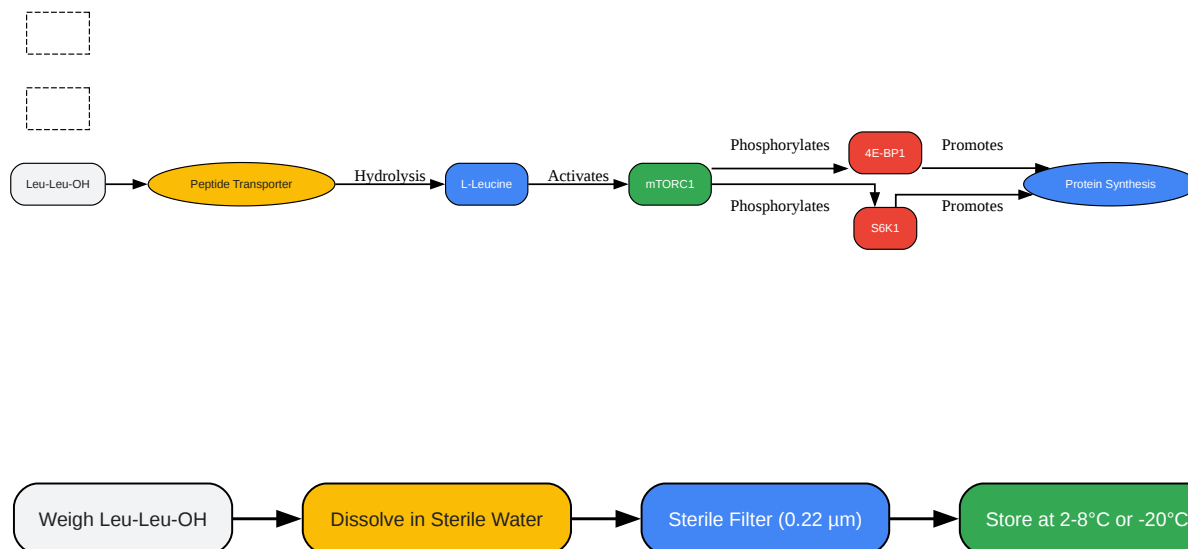 Leu-Leu-OH
Peptide Transporter
Hydrolysis
L-Leucine
Activates
mTORC1
Phosphorylates
4E-BP1
Promotes
Protein Synthesis
Phosphorylates
S6K1
Promotes
Weigh Leu-Leu-OH
Dissolve in Sterile Water
Sterile Filter (0.22 µm)
Store at 2-8°C or -20°C